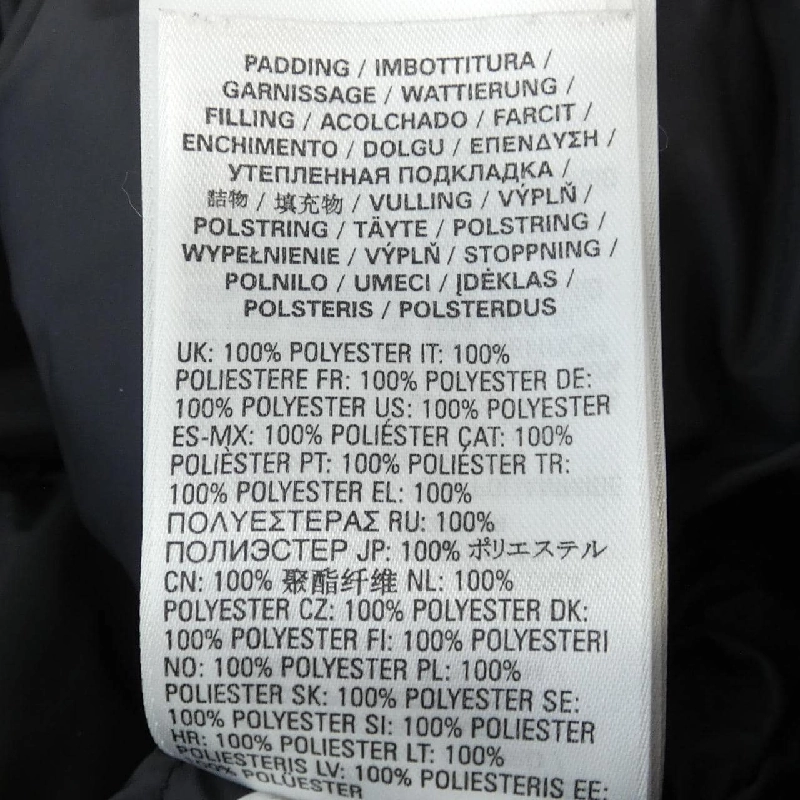 PADDING / IMBOTTITURA /
GARNISSAGE / WATTIERUNG /
FILLING / ACOLCHADO / FARCIT /
ENCHIMENTO / DOLGU / ΕΠΕΝΔΥΣΗ /
УТЕПЛЕННАЯ ПОДКЛАДКА /
詰物 / 填充物 / VULLING / VÝPLŇ /
POLSTRING / TÄYTE / POLSTRING /
WYPEŁNIENIE / VÝPLŇ / STOPPNING /
POLNILO / UMECI / ĮDĖKLAS /
POLSTERIS / POLSTERDUS
UK: 100% POLYESTER IT: 100%
POLIESTERE FR: 100% POLYESTER DE:
100% POLYESTER US: 100% POLYESTER
ES-MX: 100% POLIÉSTER CAT: 100%
POLIÈSTER PT: 100% POLIÉSTER TR:
100% POLYESTER EL: 100%
ΠΟΛΥΕΣΤΕΡΑΣ RU: 100%
ПОЛИЭСТЕР JP: 100% ポリエステル
CN: 100% 聚酯纤维 NL: 100%
POLYESTER CZ: 100% POLYESTER DK:
100% POLYESTER FI: 100% POLYESTERI
NO: 100% POLYESTER PL: 100%
POLIESTER SK: 100% POLYESTER SE:
100% POLYESTER SI: 100% POLIESTER
HR: 100% POLIESTER LT: 100%
POLIESTERIS LV: 100% POLIESTERIS EE:
100% POLÜESTER